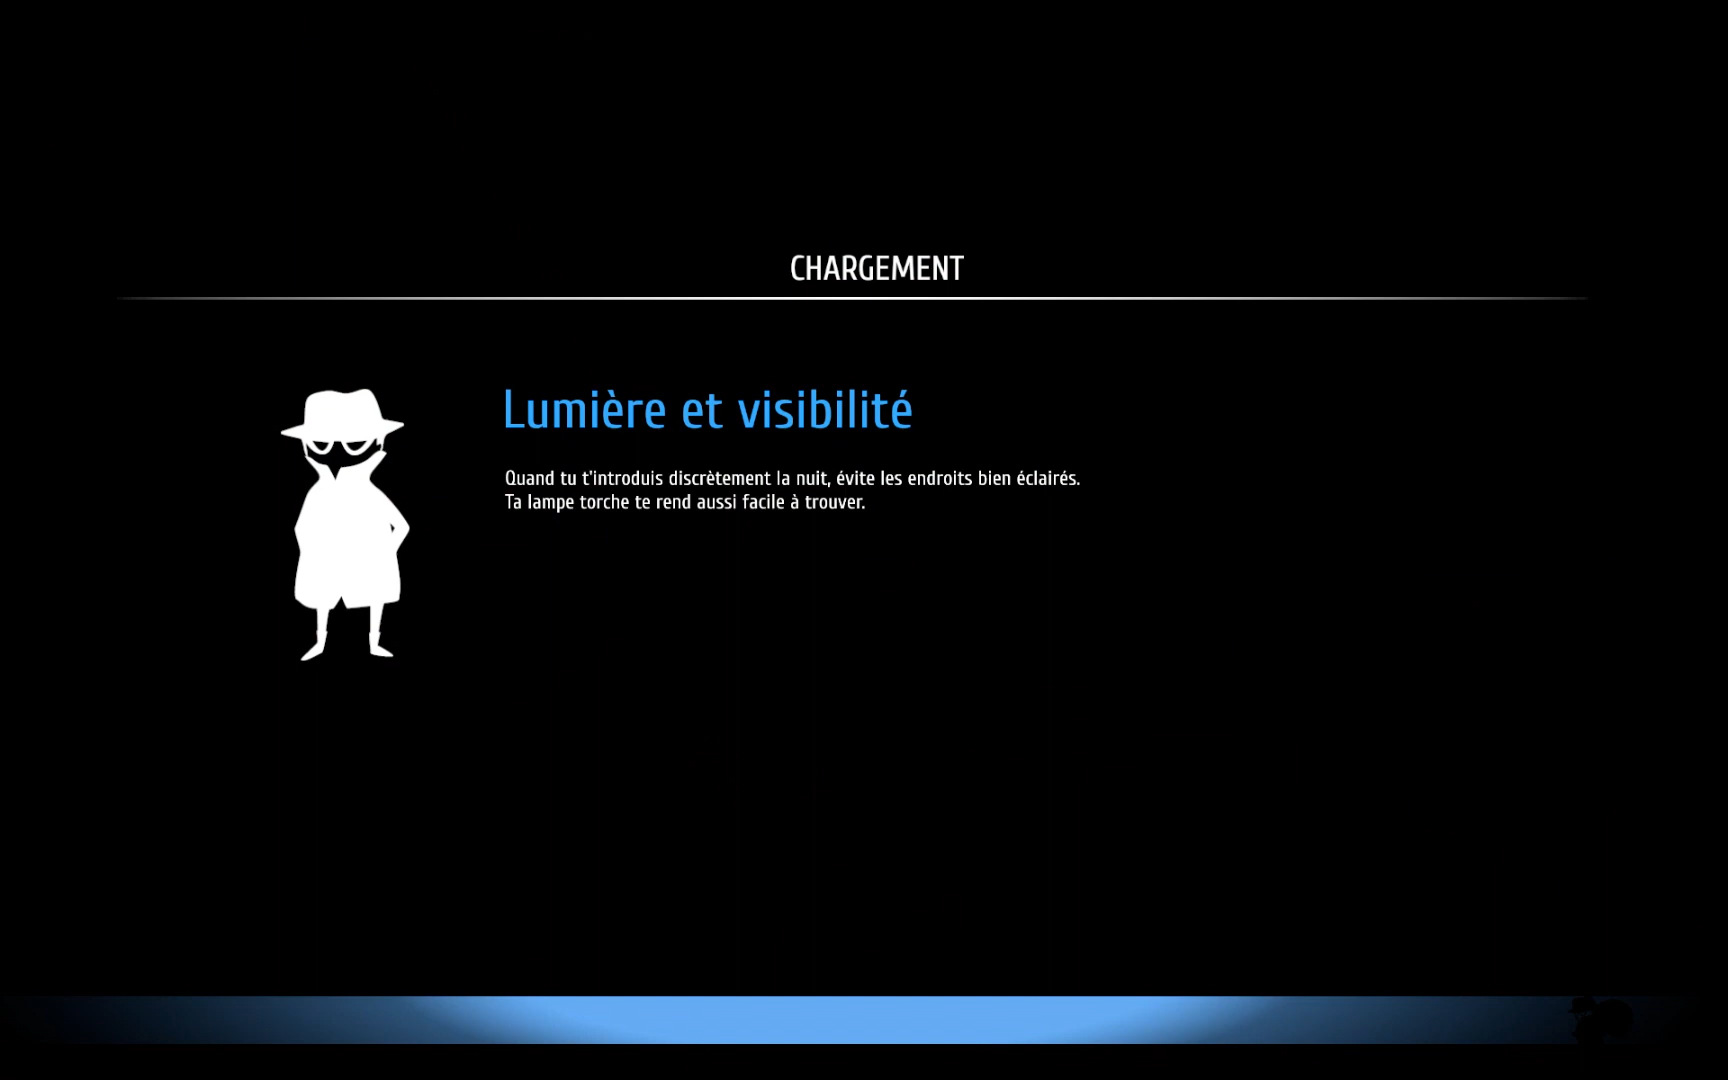 CHARGEMENT
Lumière et visibilité
Quand tu t'introduis discrètement la nuit, évite les endroits bien éclairés.
Ta lampe torche te rend aussi facile à trouver.